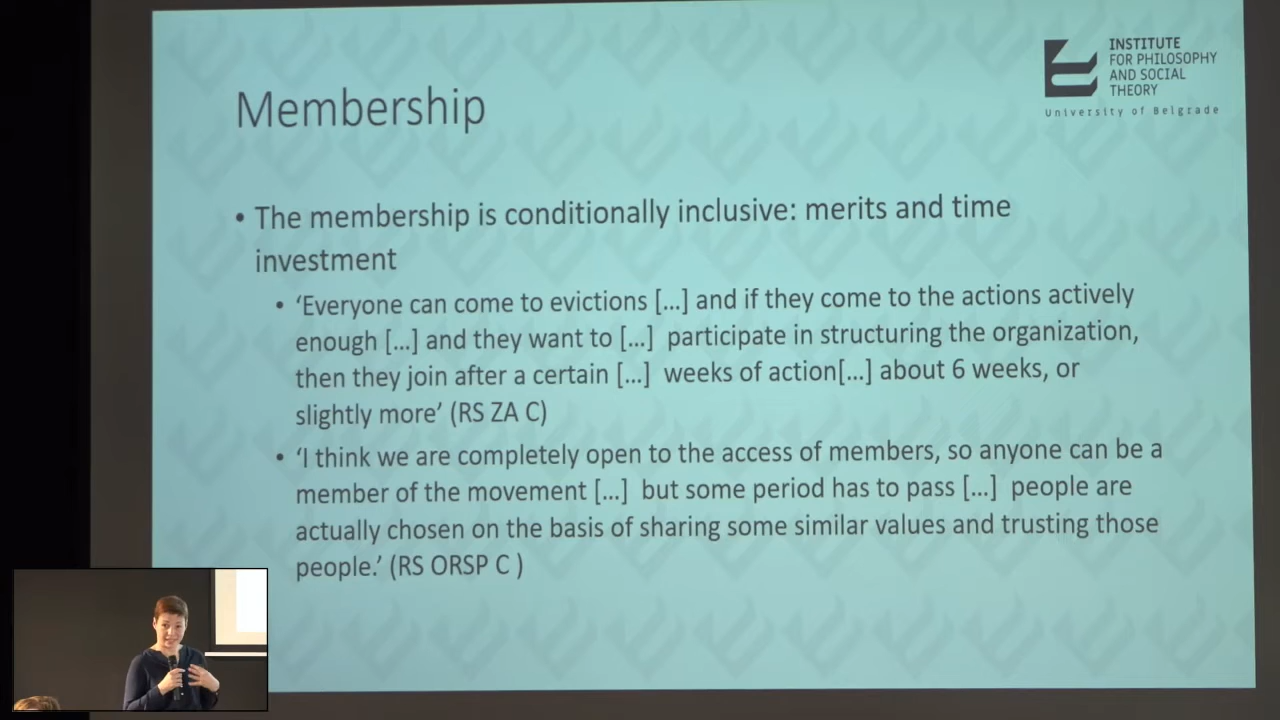 Membership
INSTITUTE
FOR PHILOSOPHY
AND SOCIAL
THEORY
University of Belgrade
• The membership is conditionally inclusive: merits and time
investment
• ‘Everyone can come to evictions [...] and if they come to the actions actively
enough [...] and they want to [...] participate in structuring the organization,
then they join after a certain [...] weeks of action[...] about 6 weeks, or
slightly more’ (RS ZA C)
• ‘I think we are completely open to the access of members, so anyone can be a
member of the movement [...] but some period has to pass [...] people are
actually chosen on the basis of sharing some similar values and trusting those
people.’ (RS ORSP C )